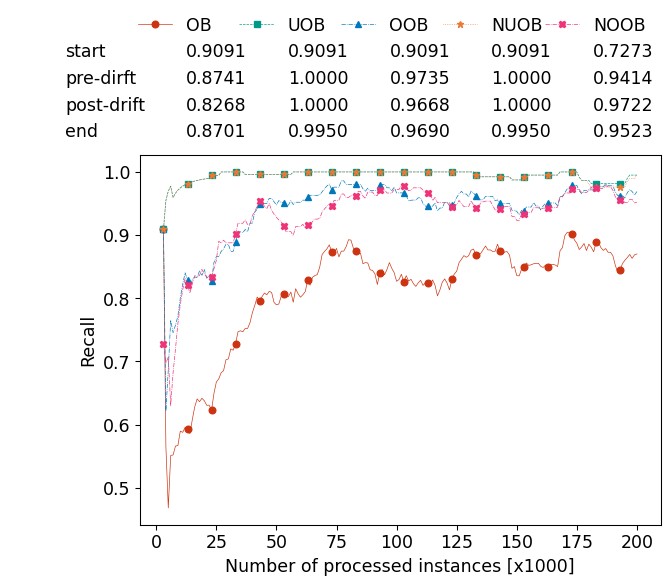 OB UOB OOB NUOB NOOB
start 0.9091 0.9091 0.9091 0.9091 0.7273
pre-dirft 0.8741 1.0000 0.9735 1.0000 0.9414
post-drift 0.8268 1.0000 0.9668 1.0000 0.9722
end 0.8701 0.9950 0.9690 0.9950 0.9523
1.0
0.9
0.8
0.7
0.6
0.5
Recall
0 25 50 75 100 125 150 175 200
Number of processed instances [x1000]